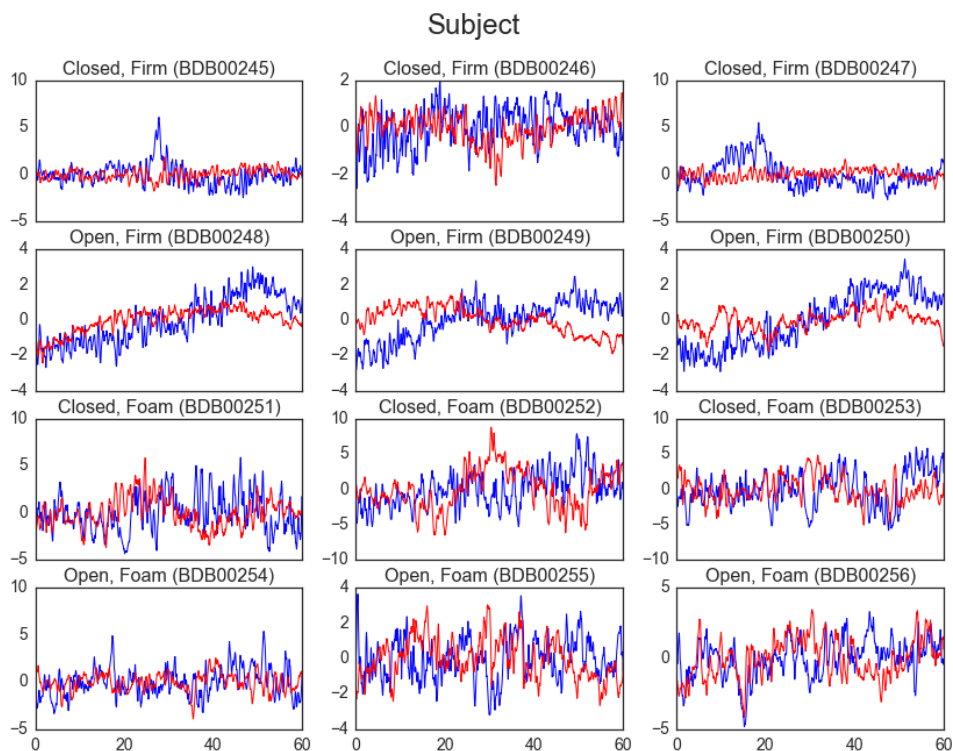 Subject
Closed, Firm (BDB00245) Closed, Firm (BDB00246) Closed, Firm (BDB00247)
10 2 10
5 0 5
0 −2 0
−5 −4 −5
Open, Firm (BDB00248) Open, Firm (BDB00249) Open, Firm (BDB00250)
4 4 4
2 2 2
0 0 0
−2 −2 −2
−4 −4 −4
Closed, Foam (BDB00251) Closed, Foam (BDB00252) Closed, Foam (BDB00253)
10 10 10
5 5 5
0 0 0
−5 −5 −5
−10 −10
Open, Foam (BDB00254) Open, Foam (BDB00255) Open, Foam (BDB00256)
10 4 5
5 2 0
0 0 −5
−5 −2
−4
0 20 40 60 0 20 40 60 0 20 40 60